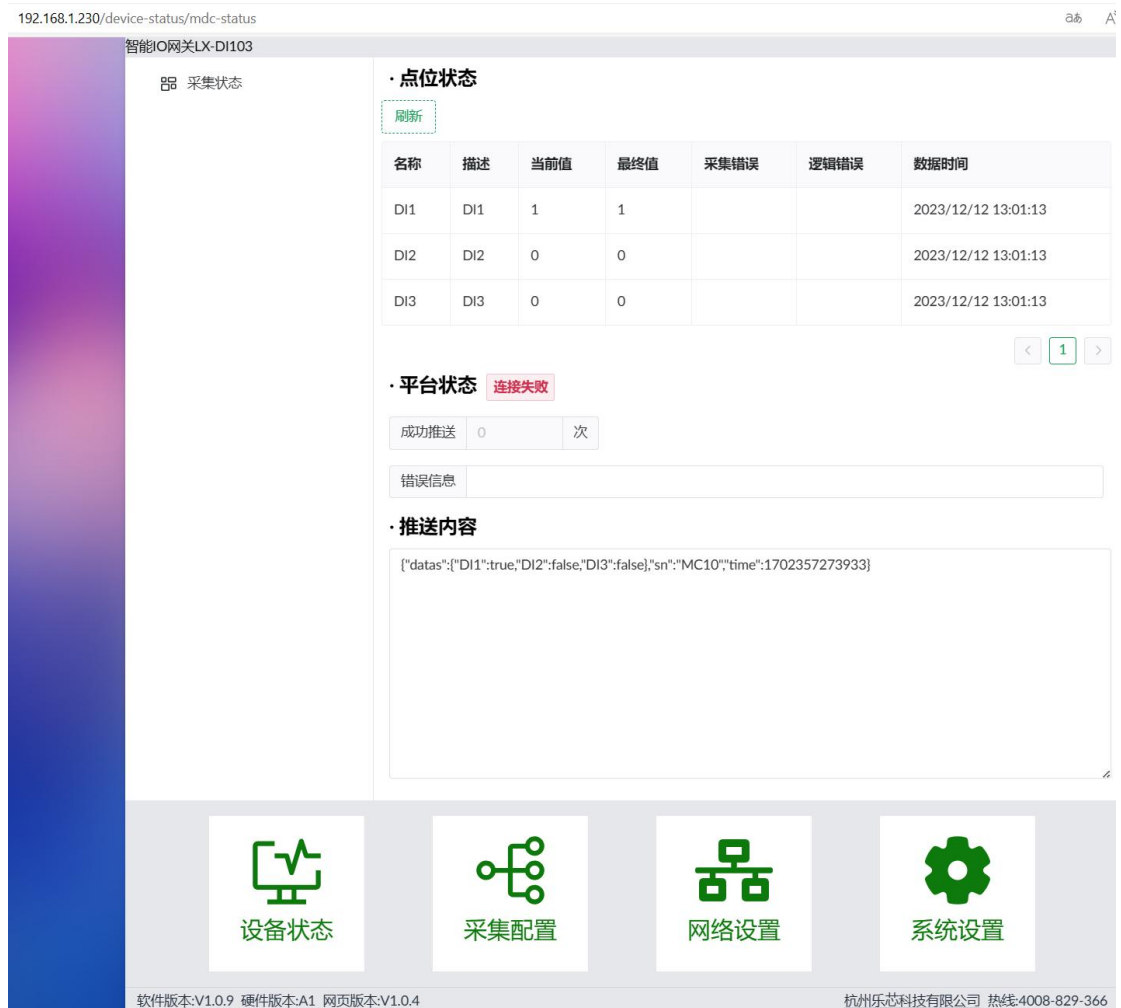 192.168.1.230/device-status/mdc-status
智能IO网关LX-DI103
采集状态
· 点位状态
刷新
名称 描述 当前值 最终值 采集错误 逻辑错误 数据时间
DI1 DI1 1 1 2023/12/12 13:01:13
DI2 DI2 0 0 2023/12/12 13:01:13
DI3 DI3 0 0 2023/12/12 13:01:13
< 1 >
· 平台状态 连接失败
成功推送 0 次
错误信息
· 推送内容
{"datas":{"DI1":true,"DI2":false,"DI3":false},"sn":"MC10","time":1702357273933}
设备状态 采集配置 网络设置 系统设置
软件版本:V1.0.9 硬件版本:A1 网页版本:V1.0.4 杭州乐芯科技有限公司 热线:4008-829-366